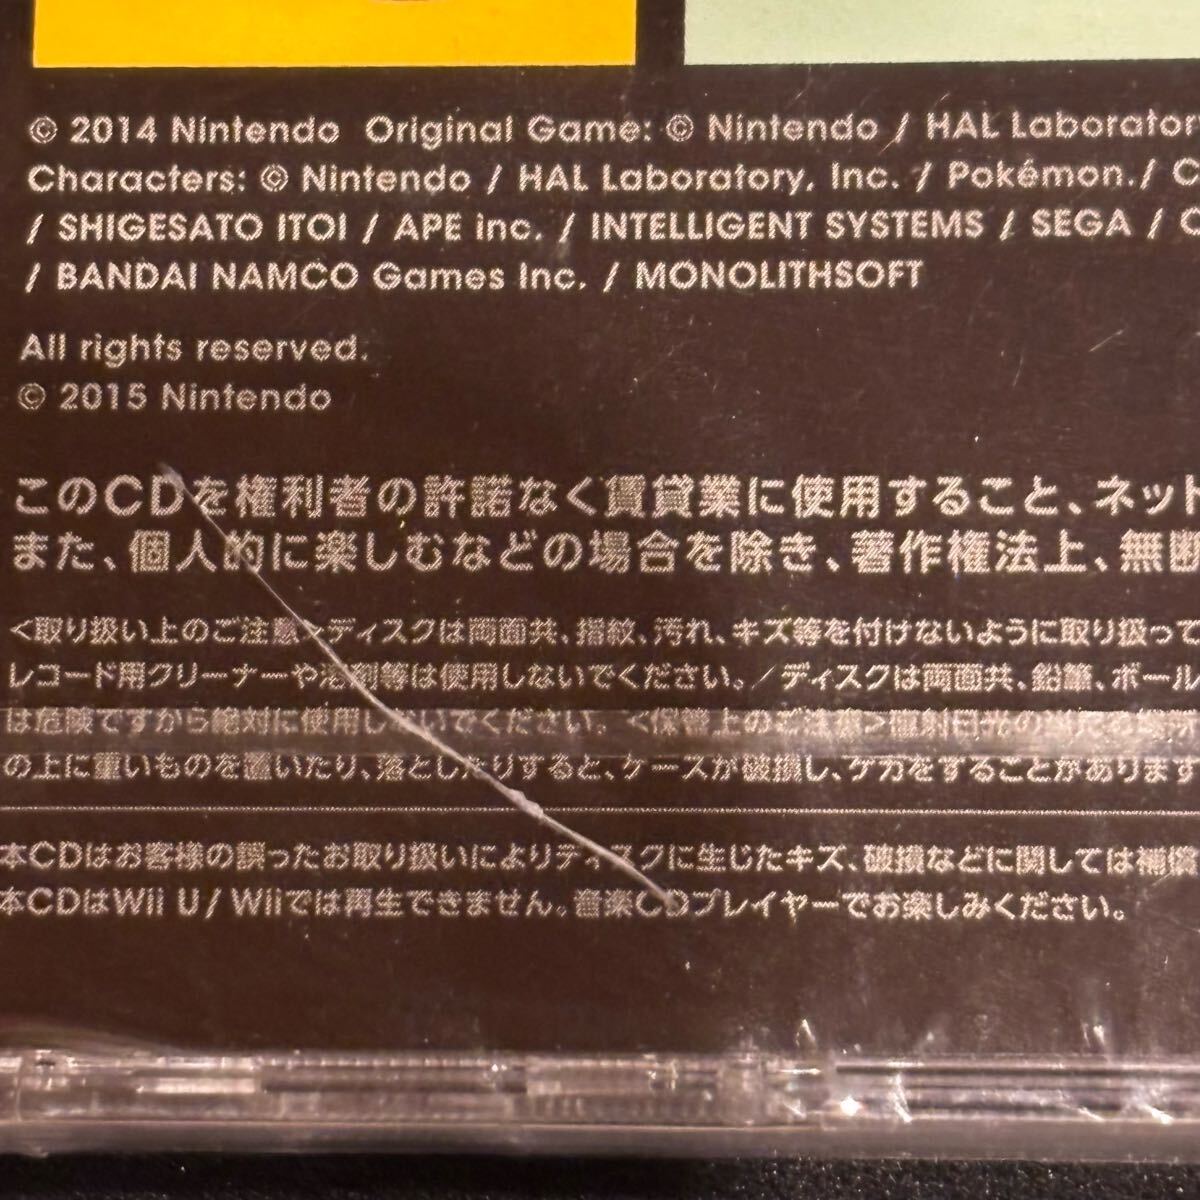 © 2014 Nintendo Original Game: © Nintendo / HAL Laborator
Characters: © Nintendo / HAL Laboratory, Inc. / Pokémon. /
/ SHIGESATO ITOI / APE inc. / INTELLIGENT SYSTEMS / SEGA /
/ BANDAI NAMCO Games Inc. / MONOLITHSOFT
All rights reserved.
© 2015 Nintendo
このCDを権利者の許諾なく賃貸業に使用すること、ネット
また、個人的に楽しむなどの場合を除き、著作権法上、無断
<取り扱い上のご注意>ディスクは両面共、指紋、汚れ、キズ等を付けないように取り扱って
レコード用クリーナーや溶剤等は使用しないでください。/ディスクは両面共、鉛筆、ボール
は危険ですから絶対に使用しないでください。<保管上のご注意>直射日光の当たる場所
の上に重いものを置いたり、落としたりすると、ケースが破損し、ケガをすることがあります
本CDはお客様の誤ったお取り扱いによりディスクに生じたキズ、破損などに関しては補償
本CDはWii U/Wiiでは再生できません。音楽CDプレイヤーでお楽しみください。